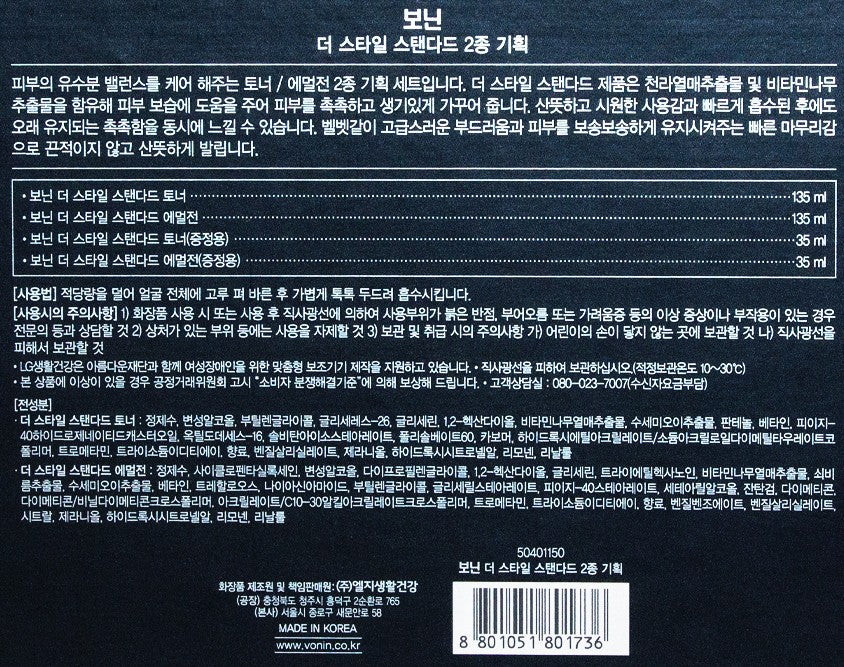 보닌
더 스타일 스탠다드 2종 기획
피부의 유수분 밸런스를 케어 해주는 토너 / 에멀전 2종 기획 세트입니다. 더 스타일 스탠다드 제품은 천라열매추출물 및 비타민나무
추출물을 함유해 피부 보습에 도움을 주어 피부를 촉촉하고 생기있게 가꾸어 줍니다. 산뜻하고 시원한 사용감과 빠르게 흡수된 후에도
오래 유지되는 촉촉함을 동시에 느낄 수 있습니다. 벨벳같이 고급스러운 부드러움과 피부를 보송보송하게 유지시켜주는 빠른 마무리감
으로 끈적이지 않고 산뜻하게 발립니다.
• 보닌 더 스타일 스탠다드 토너 135 ml
• 보닌 더 스타일 스탠다드 에멀전 135 ml
• 보닌 더 스타일 스탠다드 토너(증정용) 35 ml
• 보닌 더 스타일 스탠다드 에멀전(증정용) 35 ml
[사용법] 적당량을 덜어 얼굴 전체에 고루 펴 바른 후 가볍게 톡톡 두드려 흡수시킵니다.
[사용시의 주의사항] 1) 화장품 사용 시 또는 사용 후 직사광선에 의하여 사용부위가 붉은 반점, 부어오름 또는 가려움증 등의 이상 증상이나 부작용이 있는 경우
전문의 등과 상담할 것 2) 상처가 있는 부위 등에는 사용을 자제할 것 3) 보관 및 취급 시의 주의사항 가) 어린이의 손이 닿지 않는 곳에 보관할 것 나) 직사광선을
피해서 보관할 것
• LG생활건강은 아름다운재단과 함께 여성장애인을 위한 맞춤형 보조기기 제작을 지원하고 있습니다. • 직사광선을 피하여 보관하십시오.(적정보관온도 10~30℃)
• 본 상품에 이상이 있을 경우 공정거래위원회 고시 "소비자 분쟁해결기준"에 의해 보상해 드립니다. • 고객상담실 : 080-023-7007(수신자요금부담)
[전성분]
· 더 스타일 스탠다드 토너 : 정제수, 변성알코올, 부틸렌글라이콜, 글리세레스-26, 글리세린, 1,2-헥산다이올, 비타민나무열매추출물, 수세미오이추출물, 판테놀, 베타인, 피이지-
40하이드로제네이티드캐스터오일, 옥틸도데세스-16, 솔비탄아이소스테아레이트, 폴리솔베이트60, 카보머, 하이드록시에틸아크릴레이트/소듐아크릴로일다이메틸타우레이트코
폴리머, 트로메타민, 트라이소듐이디티에이, 향료, 벤질살리실레이트, 제라니올, 하이드록시시트로넬알, 리모넨, 리날룰
· 더 스타일 스탠다드 에멀전 : 정제수, 사이클로펜타실록세인, 변성알코올, 다이프로필렌글라이콜, 1,2-헥산다이올, 글리세린, 트라이에틸헥사노인, 비타민나무열매추출물, 쇠비
름추출물, 수세미오이추출물, 베타인, 트레할로오스, 나이아신아마이드, 부틸렌글라이콜, 글리세릴스테아레이트, 피이지-40스테아레이트, 세테아릴알코올, 잔탄검, 다이메티콘,
다이메티콘/비닐다이메티콘크로스폴리머, 아크릴레이트/C10-30알킬아크릴레이트크로스폴리머, 트로메타민, 트라이소듐이디티에이, 향료, 벤질벤조에이트, 벤질살리실레이트,
시트랄, 제라니올, 하이드록시시트로넬알, 리모넨, 리날룰
50401150
보닌 더 스타일 스탠다드 2종 기획
화장품 제조원 및 책임판매원: (주)엘지생활건강
(공장) 충청북도 청주시 흥덕구 2순환로 765
(본사) 서울시 종로구 새문안로 58
MADE IN KOREA
www.vonin.co.kr
8 801051 801736